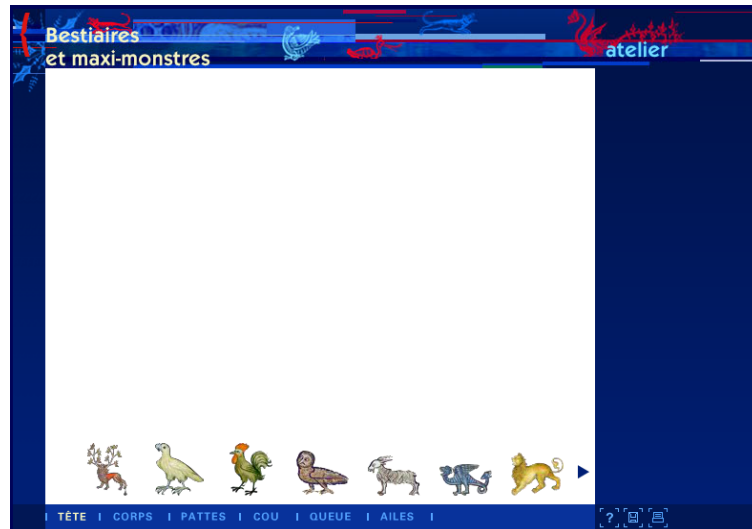 Bestiaires
et maxi-monstres
atelier
TÊTE | CORPS | PATTES | COU | QUEUE | AILES |
?